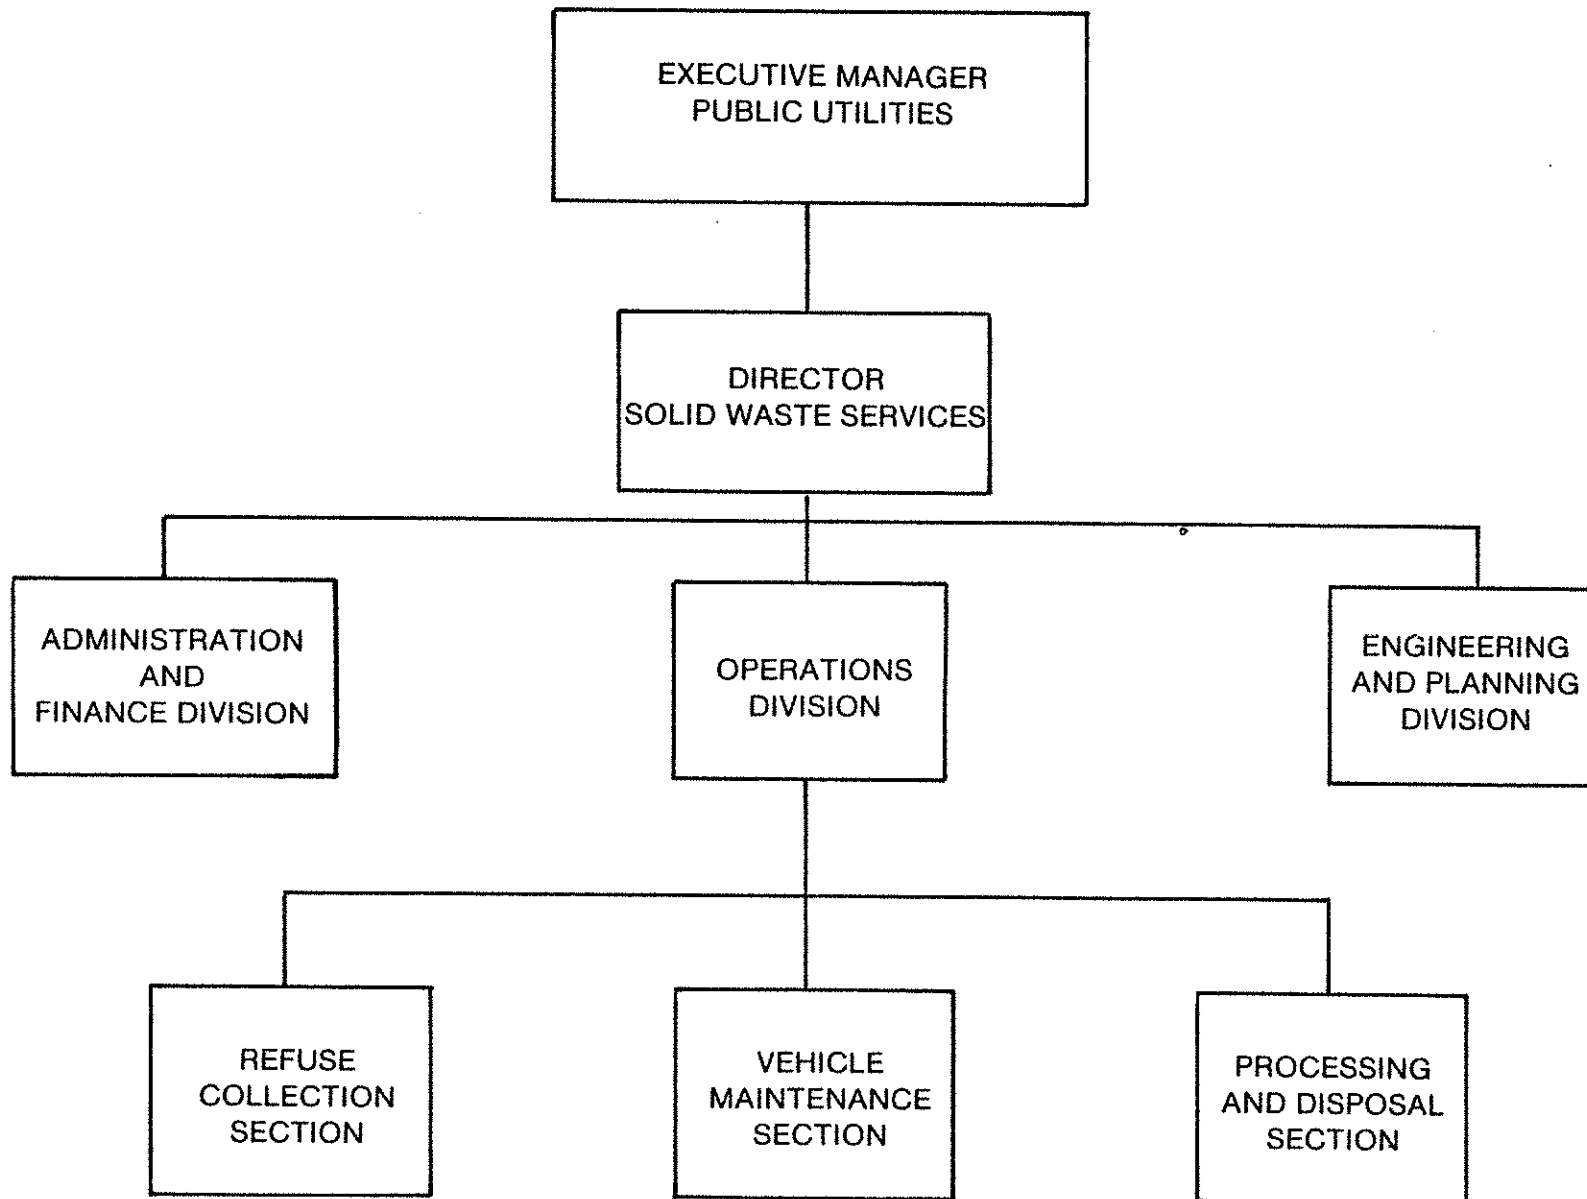 EXECUTIVE MANAGER
PUBLIC UTILITIES
DIRECTOR
SOLID WASTE SERVICES
ADMINISTRATION
AND
FINANCE DIVISION
OPERATIONS
DIVISION
ENGINEERING
AND PLANNING
DIVISION
REFUSE
COLLECTION
SECTION
VEHICLE
MAINTENANCE
SECTION
PROCESSING
AND DISPOSAL
SECTION